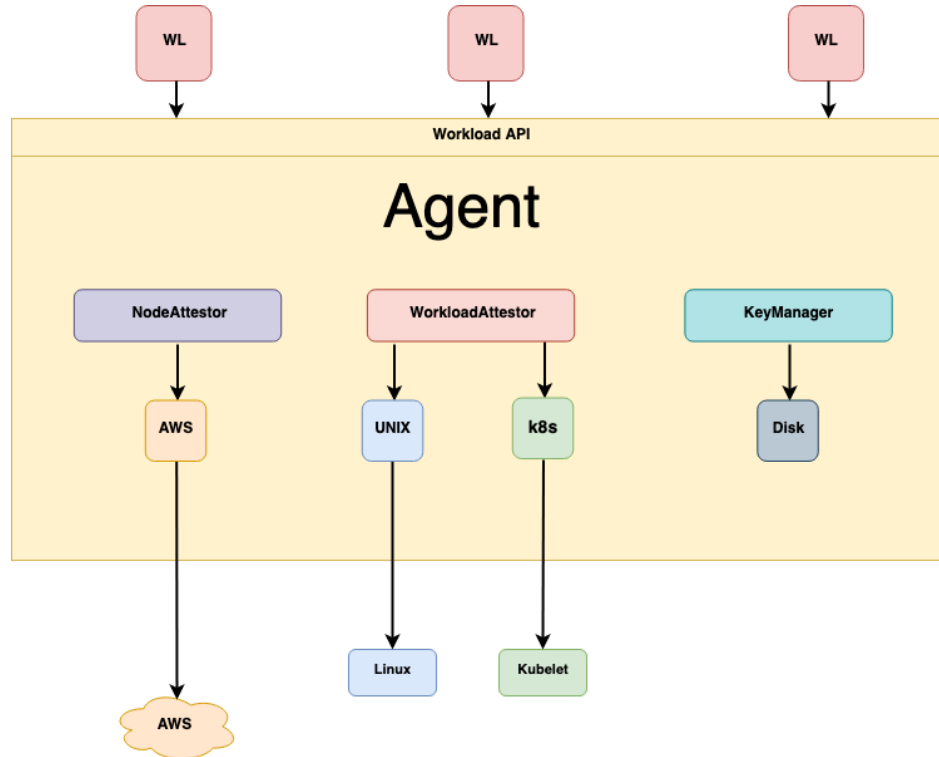 WL
WL
WL
Workload API
Agent
NodeAttestor
WorkloadAttestor
KeyManager
AWS
UNIX
k8s
Disk
Linux
Kubelet
AWS